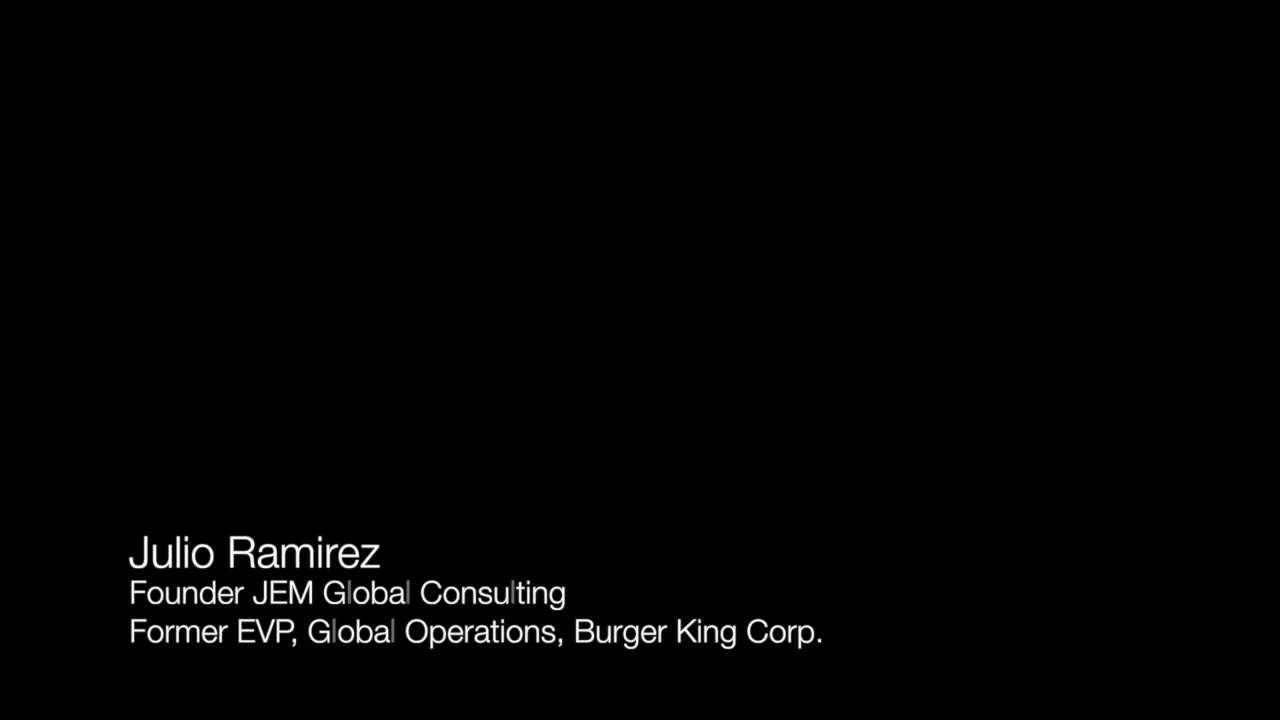 Julio Ramirez
Founder JEM Global Consulting
Former EVP, Global Operations, Burger King Corp.